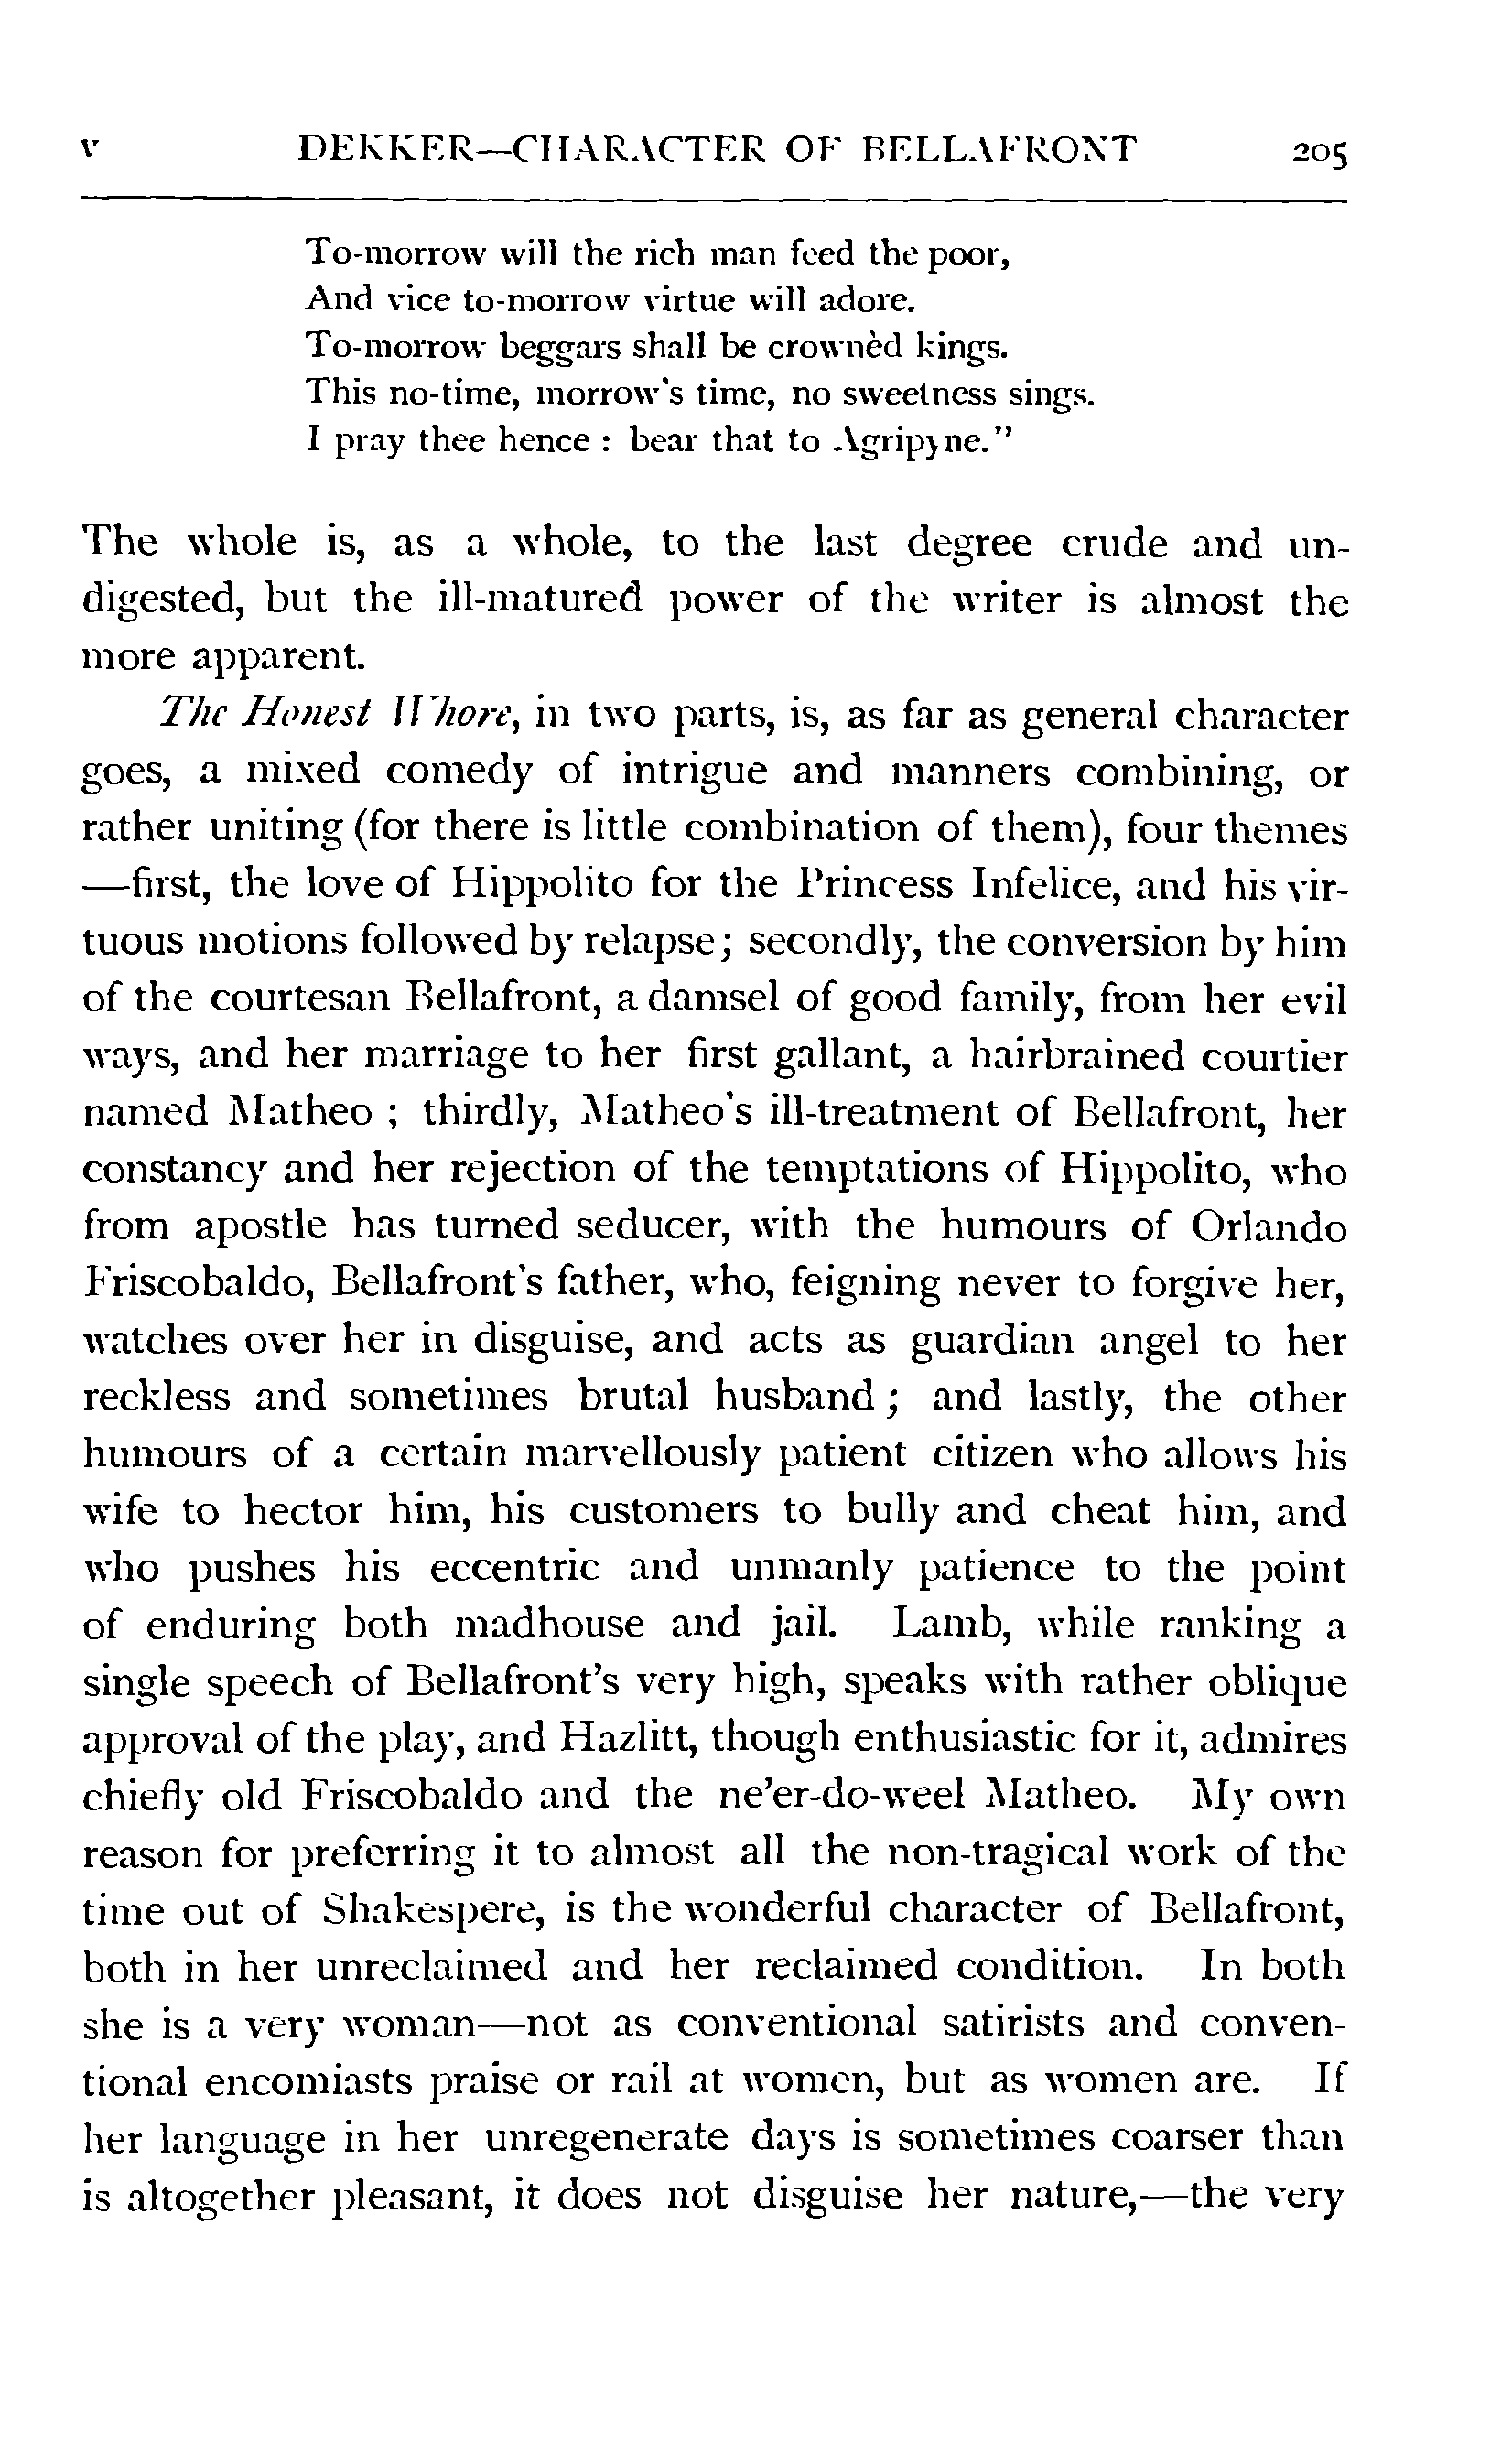 v DEKKER—CHARACTER OF BELLAFRONT 205
To-morrow will the rich man feed the poor,
And vice to-morrow virtue will adore.
To-morrow beggars shall be crownèd kings.
This no-time, morrow's time, no sweetness sings.
I pray thee hence : bear that to Agripyne."
The whole is, as a whole, to the last degree crude and un-
digested, but the ill-matured power of the writer is almost the
more apparent.
The Honest Whore, in two parts, is, as far as general character
goes, a mixed comedy of intrigue and manners combining, or
rather uniting (for there is little combination of them), four themes
—first, the love of Hippolito for the Princess Infelice, and his vir-
tuous motions followed by relapse; secondly, the conversion by him
of the courtesan Bellafront, a damsel of good family, from her evil
ways, and her marriage to her first gallant, a hairbrained courtier
named Matheo ; thirdly, Matheo's ill-treatment of Bellafront, her
constancy and her rejection of the temptations of Hippolito, who
from apostle has turned seducer, with the humours of Orlando
Friscobaldo, Bellafront's father, who, feigning never to forgive her,
watches over her in disguise, and acts as guardian angel to her
reckless and sometimes brutal husband ; and lastly, the other
humours of a certain marvellously patient citizen who allows his
wife to hector him, his customers to bully and cheat him, and
who pushes his eccentric and unmanly patience to the point
of enduring both madhouse and jail. Lamb, while ranking a
single speech of Bellafront's very high, speaks with rather oblique
approval of the play, and Hazlitt, though enthusiastic for it, admires
chiefly old Friscobaldo and the ne'er-do-weel Matheo. My own
reason for preferring it to almost all the non-tragical work of the
time out of Shakespere, is the wonderful character of Bellafront,
both in her unreclaimed and her reclaimed condition. In both
she is a very woman—not as conventional satirists and conven-
tional encomiasts praise or rail at women, but as women are. If
her language in her unregenerate days is sometimes coarser than
is altogether pleasant, it does not disguise her nature,—the very